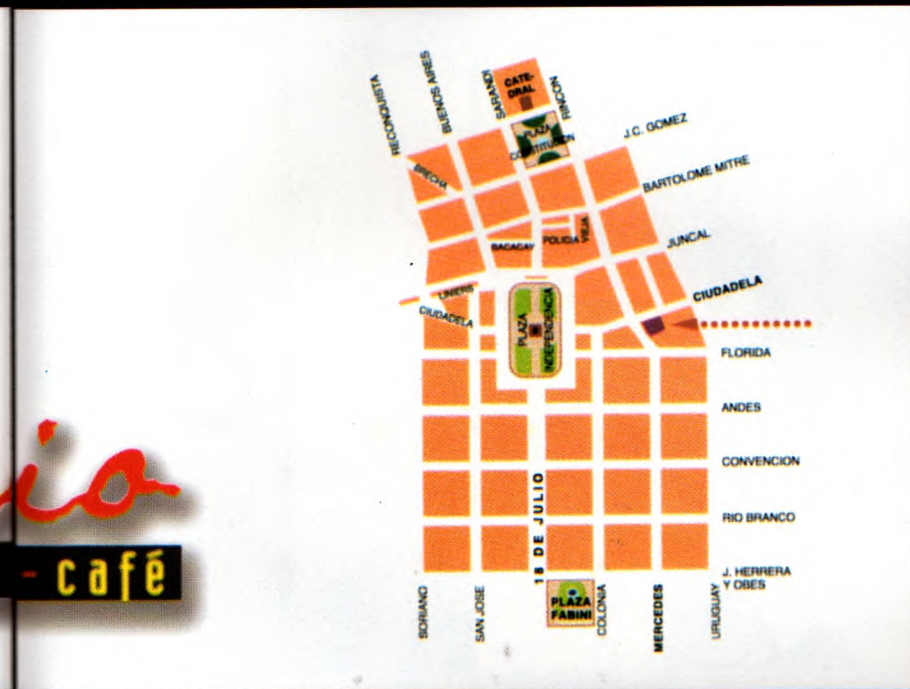 CATE-
DRAL
RECONQUISTA
BUENOS AIRES
SARANDI
RINCON
PLAZA
CONSTITUCION
J.C. GOMEZ
BRECHA
BARTOLOME MITRE
BACACAY
POLICIA
VIEJA
JUNCAL
LINIERS
CIUDADELA
CIUDADELA
PLAZA
INDEPENDENCIA
FLORIDA
ANDES
CONVENCION
18 DE JULIO
RIO BRANCO
J. HERRERA
Y OBES
- café
PLAZA
FABINI
SORIANO
SAN JOSE
COLONIA
MERCEDES
URUGUAY